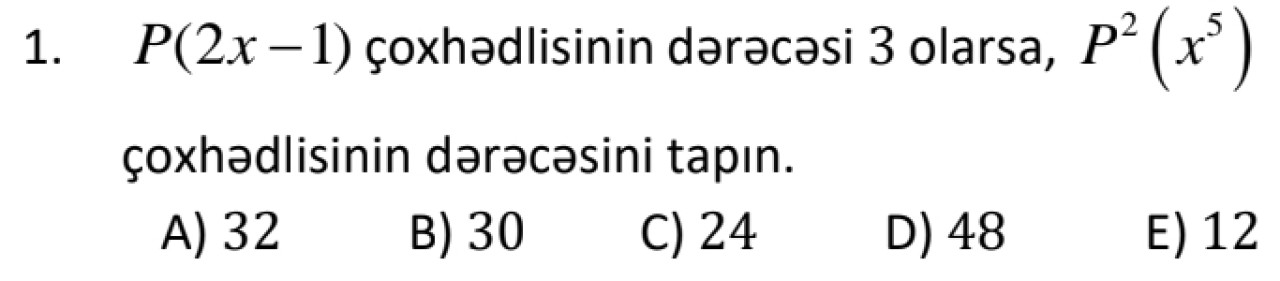 1. P(2x − 1) çoxhədlisinin dərəcəsi 3 olarsa, P²(x⁵)
çoxhədlisinin dərəcəsini tapın.
A) 32 B) 30 C) 24 D) 48 E) 12